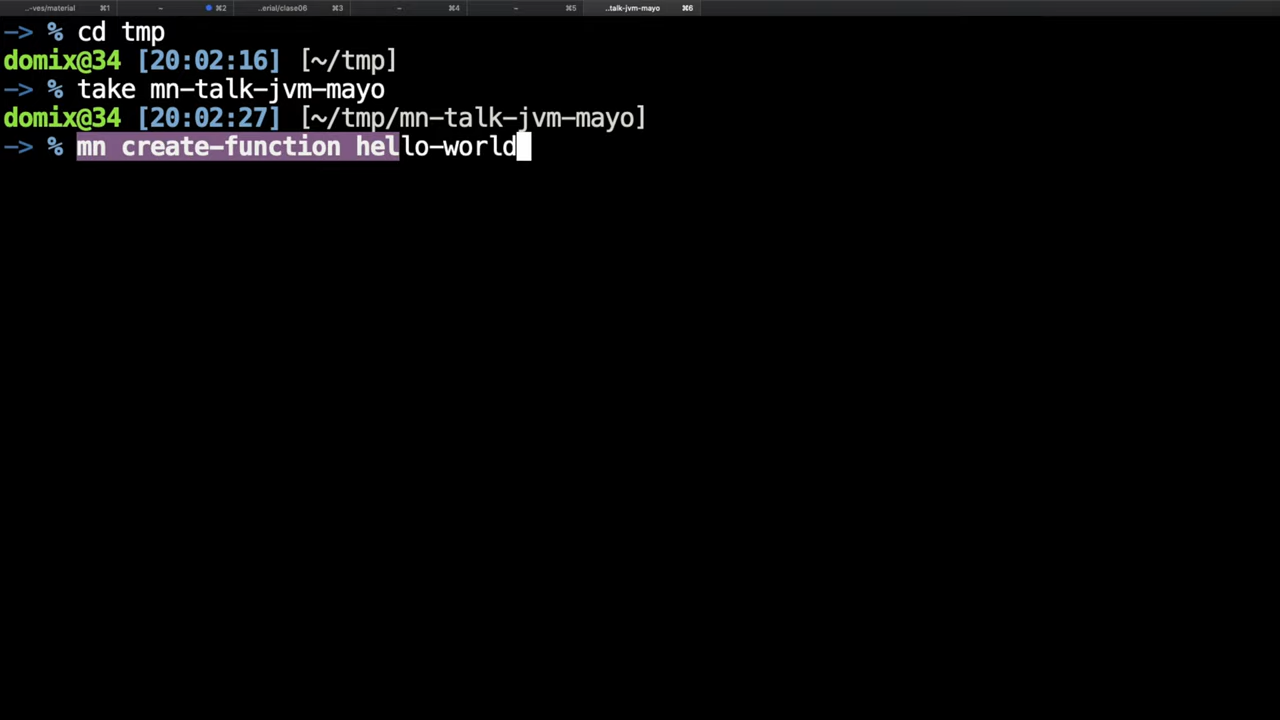 ..-ves/material ⌘1 ~ ⌘2 ..erial/clase06 ⌘3 ~ ⌘4 ~ ⌘5 ..talk-jvm-mayo ⌘6
-> % cd tmp
domix@34 [20:02:16] [~/tmp]
-> % take mn-talk-jvm-mayo
domix@34 [20:02:27] [~/tmp/mn-talk-jvm-mayo]
-> % mn create-function hello-world